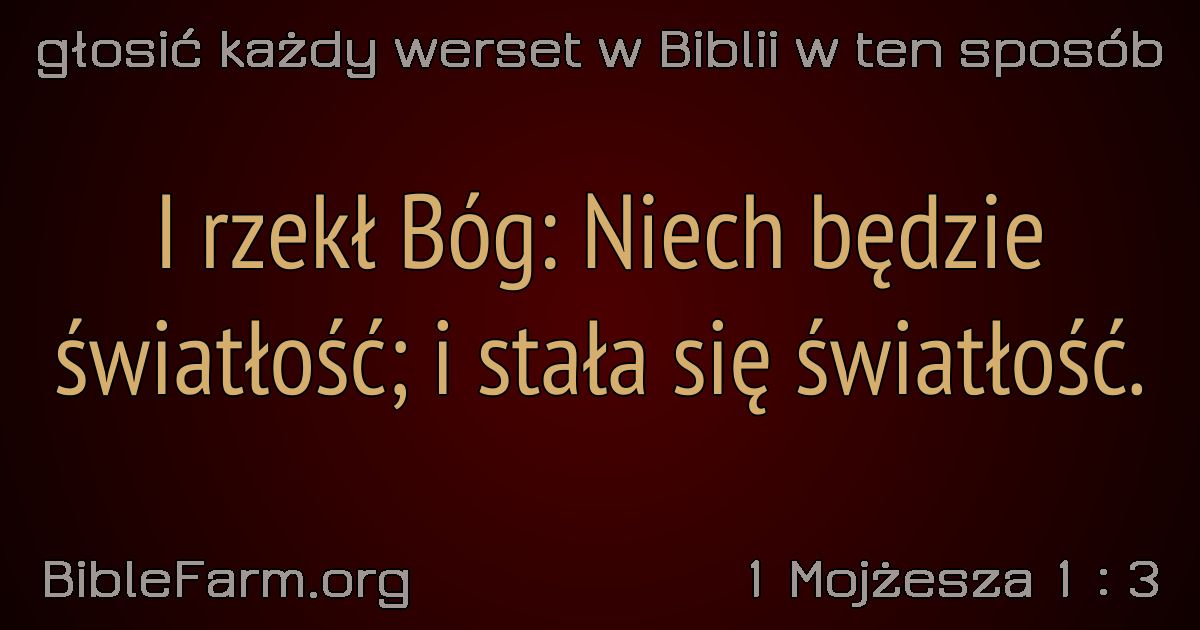 głosić każdy werset w Biblii w ten sposób
I rzekł Bóg: Niech będzie
światłość; i stała się światłość.
BibleFarm.org
1 Mojżesza 1 : 3